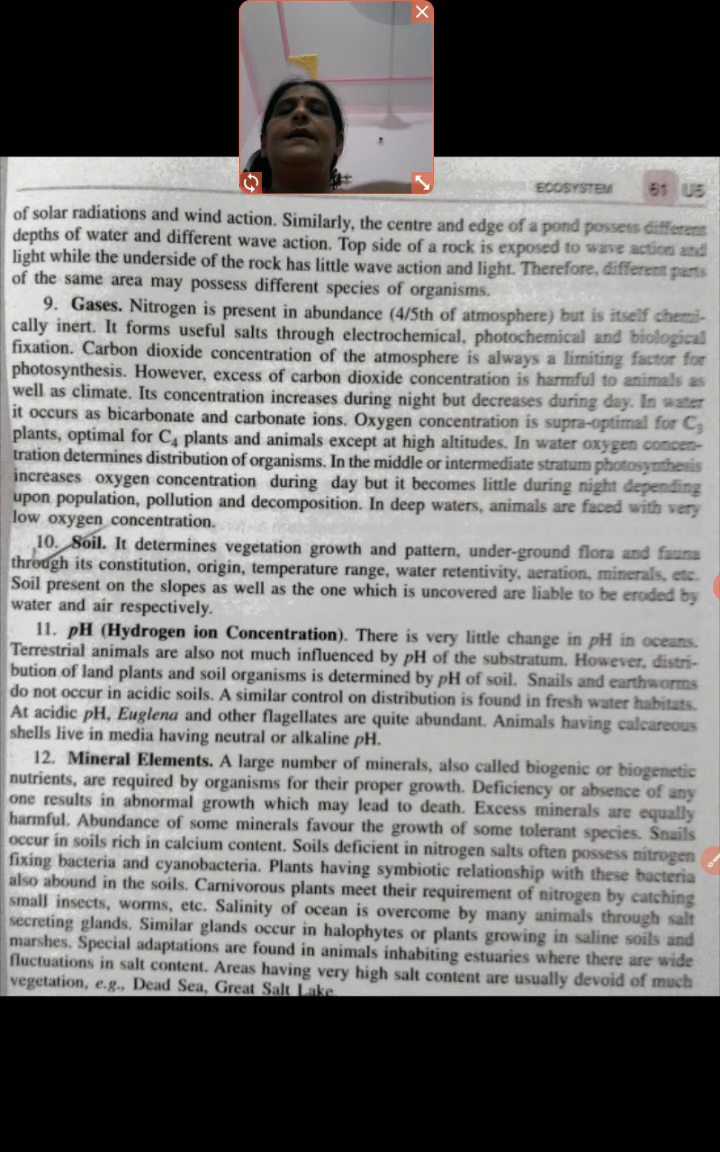 ECOSYSTEM 61 U5
of solar radiations and wind action. Similarly, the centre and edge of a pond possess different
depths of water and different wave action. Top side of a rock is exposed to wave action and
light while the underside of the rock has little wave action and light. Therefore, different parts
of the same area may possess different species of organisms.
9. Gases. Nitrogen is present in abundance (4/5th of atmosphere) but is itself chemi-
cally inert. It forms useful salts through electrochemical, photochemical and biological
fixation. Carbon dioxide concentration of the atmosphere is always a limiting factor for
photosynthesis. However, excess of carbon dioxide concentration is harmful to animals as
well as climate. Its concentration increases during night but decreases during day. In water
it occurs as bicarbonate and carbonate ions. Oxygen concentration is supra-optimal for C₃
plants, optimal for C₄ plants and animals except at high altitudes. In water oxygen concen-
tration determines distribution of organisms. In the middle or intermediate stratum photosynthesis
increases oxygen concentration during day but it becomes little during night depending
upon population, pollution and decomposition. In deep waters, animals are faced with very
low oxygen concentration.
10. Soil. It determines vegetation growth and pattern, under-ground flora and fauna
through its constitution, origin, temperature range, water retentivity, aeration, minerals, etc.
Soil present on the slopes as well as the one which is uncovered are liable to be eroded by
water and air respectively.
11. pH (Hydrogen ion Concentration). There is very little change in pH in oceans.
Terrestrial animals are also not much influenced by pH of the substratum. However, distri-
bution of land plants and soil organisms is determined by pH of soil. Snails and earthworms
do not occur in acidic soils. A similar control on distribution is found in fresh water habitats.
At acidic pH, Euglena and other flagellates are quite abundant. Animals having calcareous
shells live in media having neutral or alkaline pH.
12. Mineral Elements. A large number of minerals, also called biogenic or biogenetic
nutrients, are required by organisms for their proper growth. Deficiency or absence of any
one results in abnormal growth which may lead to death. Excess minerals are equally
harmful. Abundance of some minerals favour the growth of some tolerant species. Snails
occur in soils rich in calcium content. Soils deficient in nitrogen salts often possess nitrogen
fixing bacteria and cyanobacteria. Plants having symbiotic relationship with these bacteria
also abound in the soils. Carnivorous plants meet their requirement of nitrogen by catching
small insects, worms, etc. Salinity of ocean is overcome by many animals through salt
secreting glands. Similar glands occur in halophytes or plants growing in saline soils and
marshes. Special adaptations are found in animals inhabiting estuaries where there are wide
fluctuations in salt content. Areas having very high salt content are usually devoid of much
vegetation, e.g., Dead Sea, Great Salt Lake